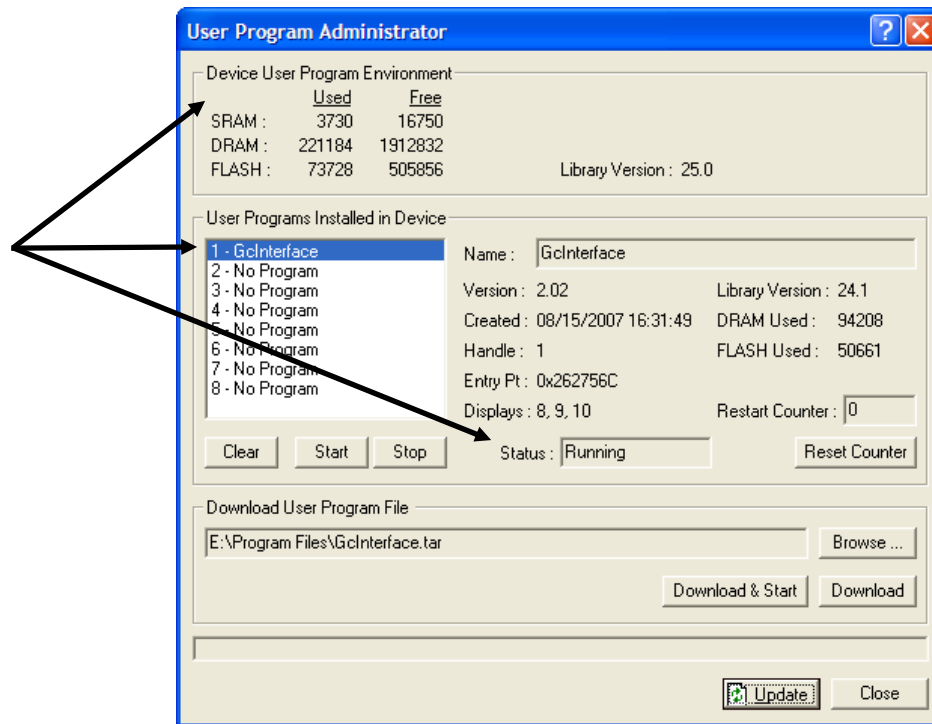 User Program Administrator
Device User Program Environment
Used Free
SRAM : 3730 16750
DRAM : 221184 1912832
FLASH : 73728 505856 Library Version : 25.0
User Programs Installed in Device
1 - GcInterface
2 - No Program
3 - No Program
4 - No Program
5 - No Program
6 - No Program
7 - No Program
8 - No Program
Name : GcInterface
Version : 2.02 Library Version : 24.1
Created : 08/15/2007 16:31:49 DRAM Used : 94208
Handle : 1 FLASH Used : 50661
Entry Pt : 0x262756C
Displays : 8, 9, 10 Restart Counter : 0
Clear Start Stop Status : Running Reset Counter
Download User Program File
E:\Program Files\GcInterface.tar Browse ...
Download & Start Download
Update Close